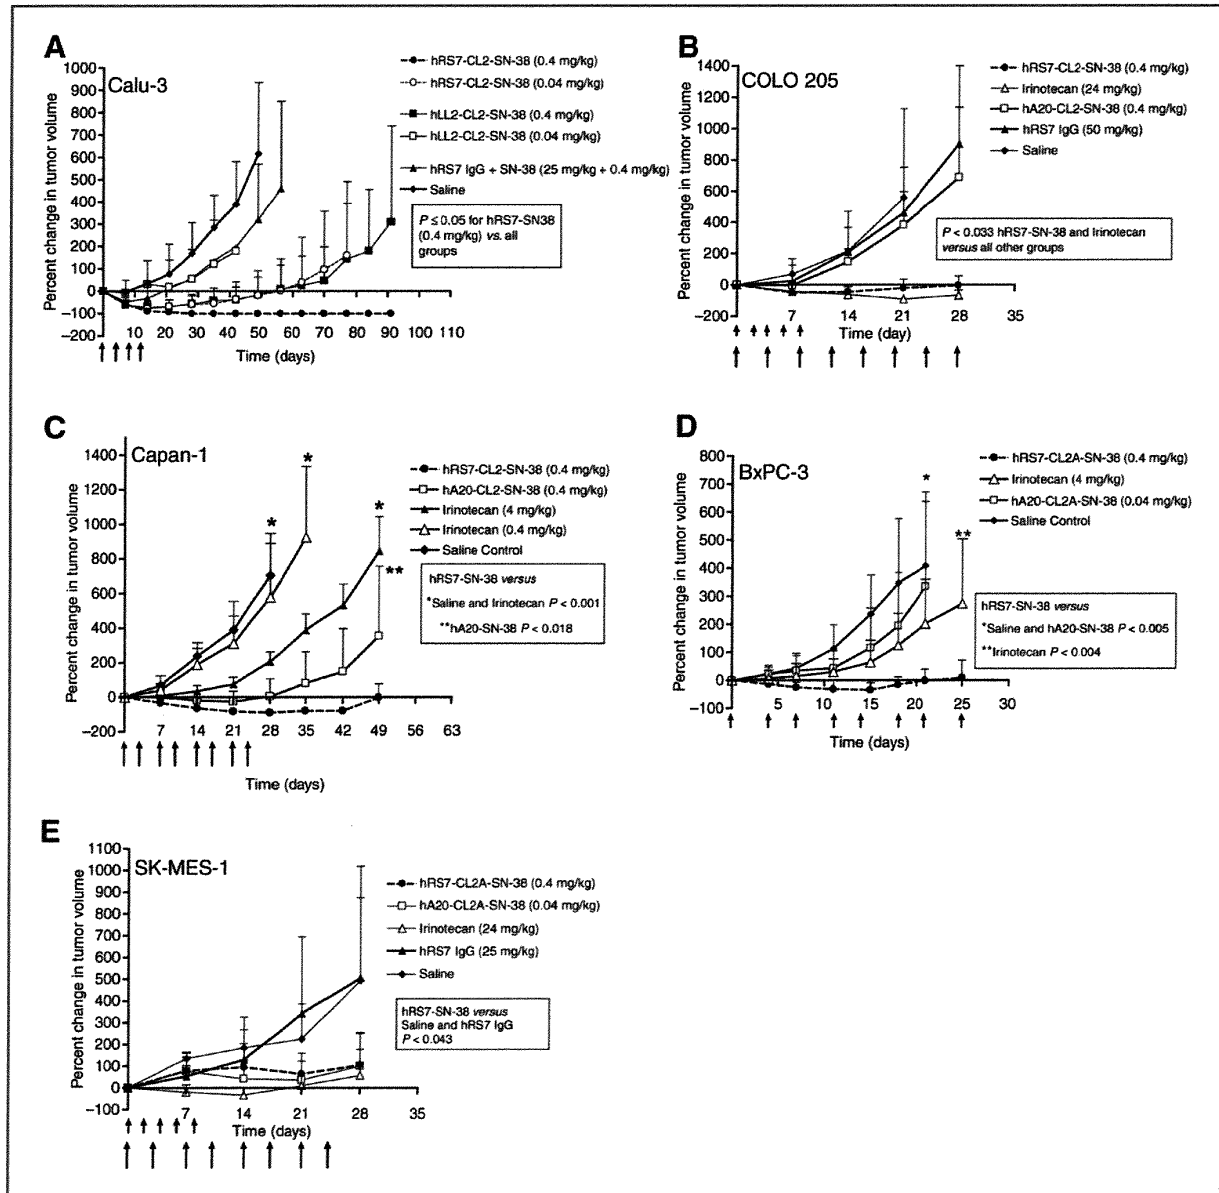 A
Calu-3
Percent change in tumor volume
1000
900
800
700
600
500
400
300
200
100
0
−100
−200
10 20 30 40 50 60 70 80 90 100 110
Time (days)
hRS7-CL2-SN-38 (0.4 mg/kg)
hRS7-CL2-SN-38 (0.04 mg/kg)
hLL2-CL2-SN-38 (0.4 mg/kg)
hLL2-CL2-SN-38 (0.04 mg/kg)
hRS7 IgG + SN-38 (25 mg/kg + 0.4 mg/kg)
Saline
P ≤ 0.05 for hRS7-SN38
(0.4 mg/kg) vs. all
groups
B
COLO 205
Percent change in tumor volume
1400
1200
1000
800
600
400
200
0
−200
7 14 21 28 35
Time (day)
hRS7-CL2-SN-38 (0.4 mg/kg)
Irinotecan (24 mg/kg)
hA20-CL2-SN-38 (0.4 mg/kg)
hRS7 IgG (50 mg/kg)
Saline
P < 0.033 hRS7-SN-38 and Irinotecan
versus all other groups
C
Capan-1
Percent change in tumor volume
1400
1200
1000
800
600
400
200
0
−200
7 14 21 28 35 42 49 56 63
Time (days)
* * * **
hRS7-CL2-SN-38 (0.4 mg/kg)
hA20-CL2-SN-38 (0.4 mg/kg)
Irinotecan (4 mg/kg)
Irinotecan (0.4 mg/kg)
Saline Control
hRS7-SN-38 versus
*Saline and Irinotecan P < 0.001
**hA20-SN-38 P < 0.018
D
BxPC-3
Percent change in tumor volume
800
700
600
500
400
300
200
100
0
−100
5 10 15 20 25 30
Time (days)
* **
hRS7-CL2A-SN-38 (0.4 mg/kg)
Irinotecan (4 mg/kg)
hA20-CL2A-SN-38 (0.04 mg/kg)
Saline Control
hRS7-SN-38 versus
*Saline and hA20-SN-38 P < 0.005
**Irinotecan P < 0.004
E
SK-MES-1
Percent change in tumor volume
1100
1000
900
800
700
600
500
400
300
200
100
0
−100
7 14 21 28 35
Time (days)
hRS7-CL2A-SN-38 (0.4 mg/kg)
hA20-CL2A-SN-38 (0.04 mg/kg)
Irinotecan (24 mg/kg)
hRS7 IgG (25 mg/kg)
Saline
hRS7-SN-38 versus
Saline and hRS7 IgG
P < 0.043